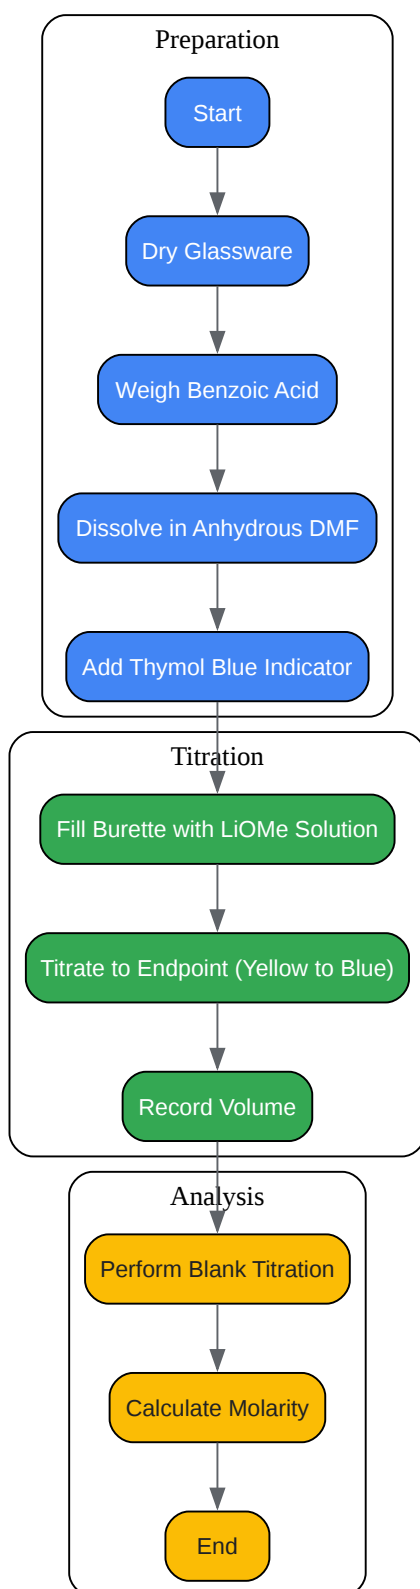 Preparation
Start
Dry Glassware
Weigh Benzoic Acid
Dissolve in Anhydrous DMF
Add Thymol Blue Indicator
Titration
Fill Burette with LiOMe Solution
Titrate to Endpoint (Yellow to Blue)
Record Volume
Analysis
Perform Blank Titration
Calculate Molarity
End